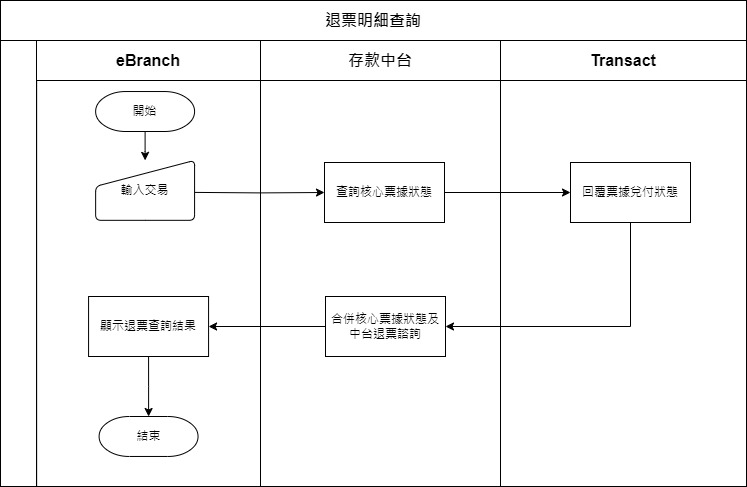 退票明細查詢
eBranch
存款中台
Transact
開始
輸入交易
查詢核心票據狀態
回覆票據兌付狀態
顯示退票查詢結果
合併核心票據狀態及
中台退票諮詢
結束